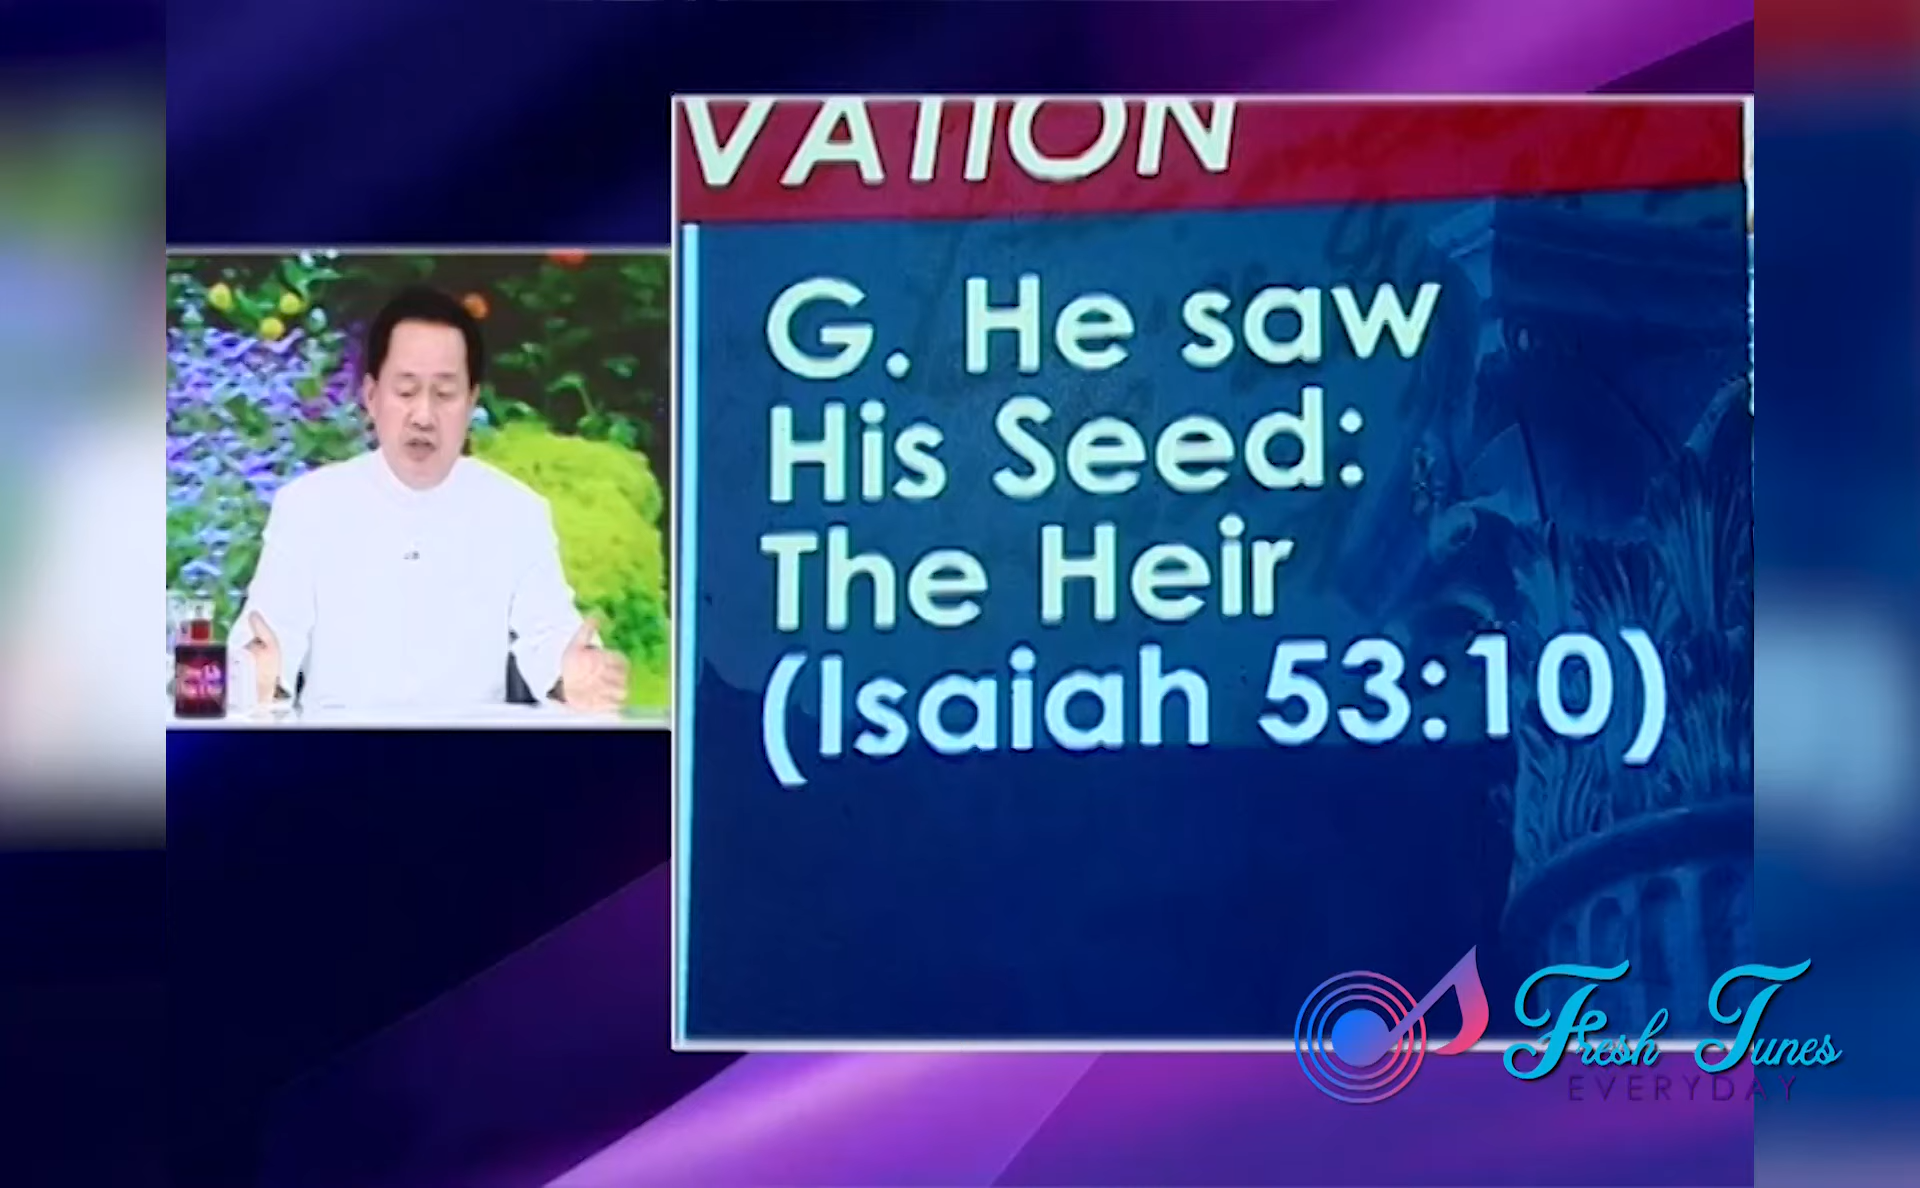 VATION
G. He saw
His Seed:
The Heir
(Isaiah 53:10)
Fresh Tunes
EVERYDAY